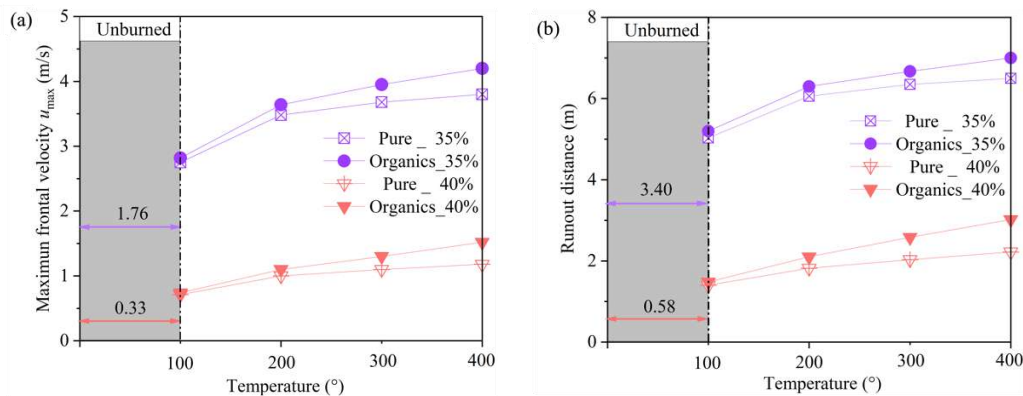 (a)
Unburned
Maximun frontal velocity umax (m/s)
5
4
3
2
1
0
Pure _ 35%
Organics_35%
Pure _ 40%
Organics_40%
1.76
0.33
100 200 300 400
Temperature (°)
(b)
Unburned
Runout distance (m)
8
6
4
2
0
Pure _ 35%
Organics_35%
Pure _ 40%
Organics_40%
3.40
0.58
100 200 300 400
Temperature (°)